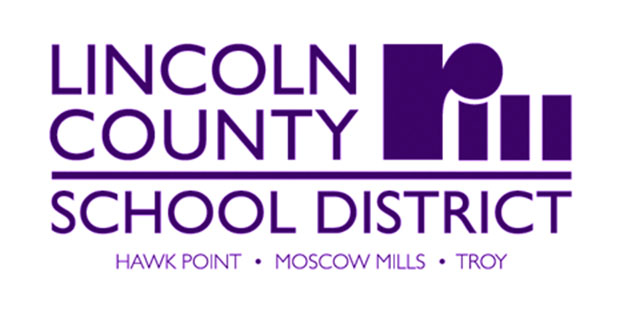 LINCOLN
COUNTY
SCHOOL DISTRICT
HAWK POINT • MOSCOW MILLS • TROY